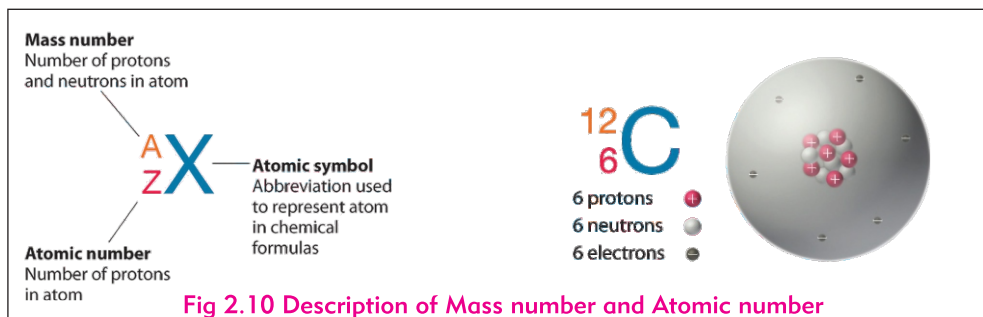 Mass number
Number of protons
and neutrons in atom
A
Z
X
Atomic symbol
Abbreviation used
to represent atom
in chemical
formulas
Atomic number
Number of protons
in atom
12
6
C
6 protons +
6 neutrons
6 electrons −
Fig 2.10 Description of Mass number and Atomic number